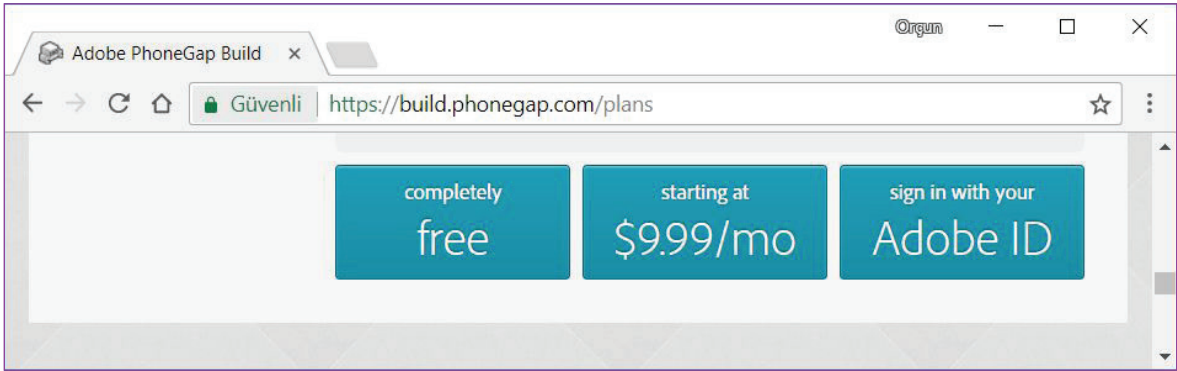 Orgun
Adobe PhoneGap Build
Güvenli https://build.phonegap.com/plans
completely
free
starting at
$9.99/mo
sign in with your
Adobe ID